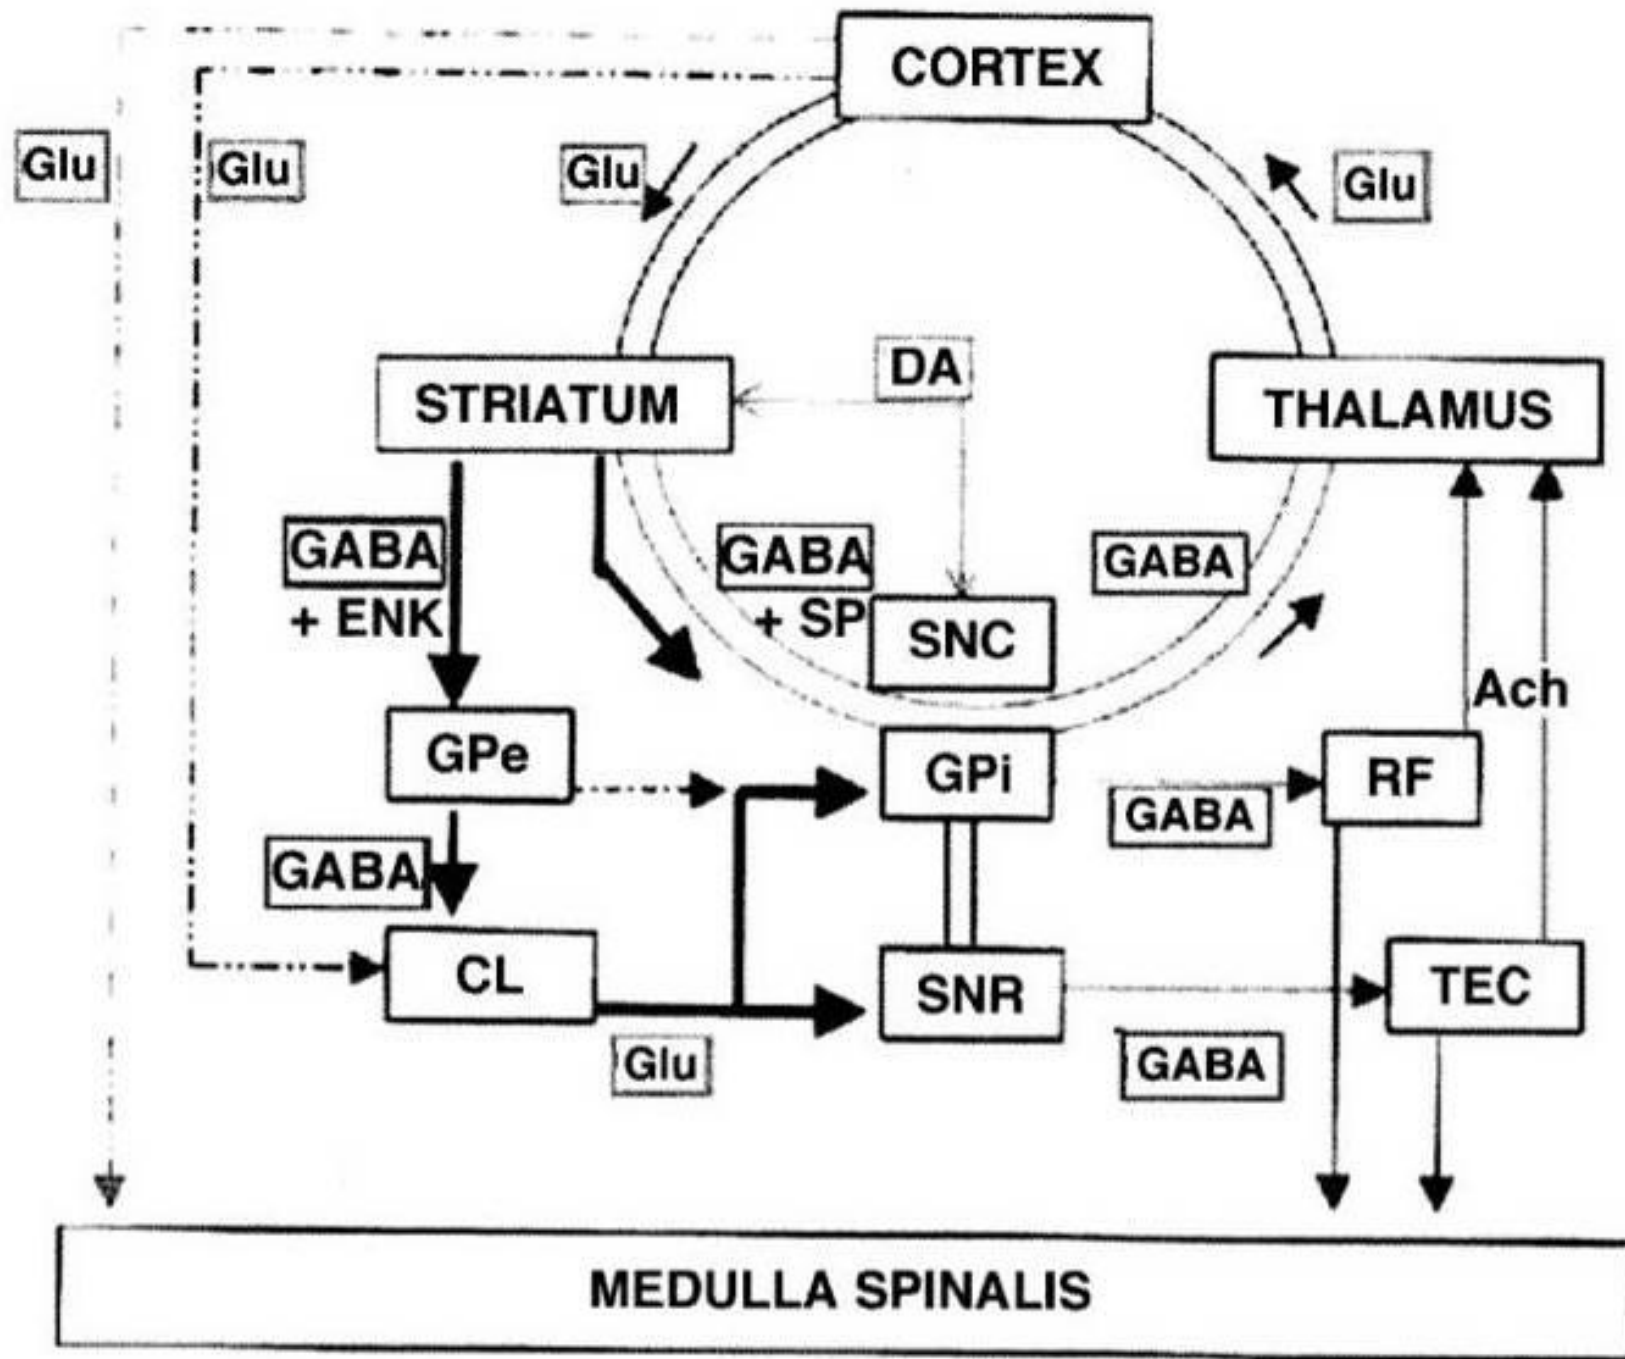 CORTEX
Glu
Glu
Glu
Glu
DA
STRIATUM
THALAMUS
GABA
+ ENK
GABA
+ SP
GABA
SNC
Ach
GPe
GPi
RF
GABA
GABA
CL
SNR
TEC
Glu
GABA
MEDULLA SPINALIS